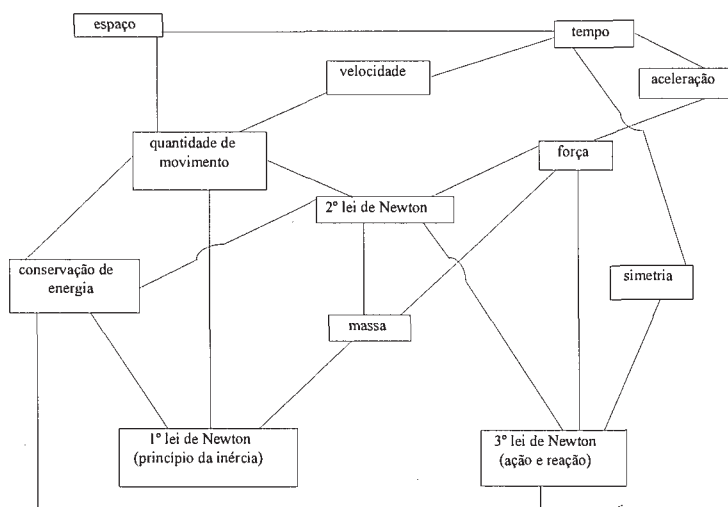 espaço
tempo
velocidade
aceleração
quantidade de
movimento
força
2º lei de Newton
conservação de
energia
simetria
massa
1º lei de Newton
(princípio da inércia)
3º lei de Newton
(ação e reação)